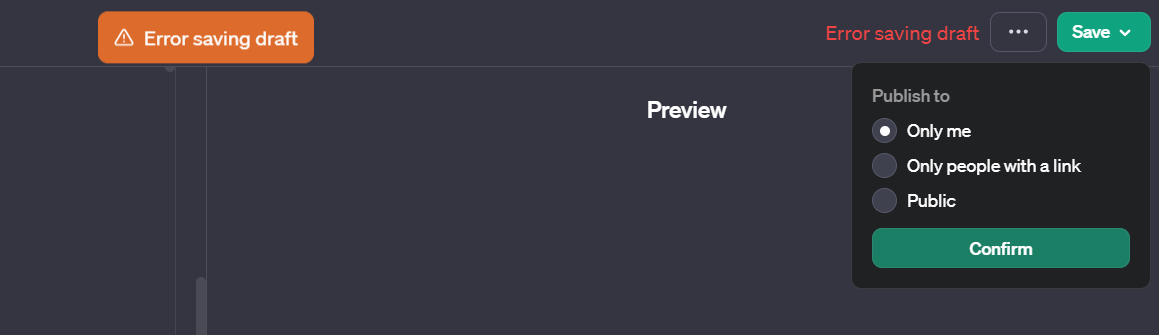 Error saving draft
Error saving draft
...
Save
Publish to
Preview
Only me
Only people with a link
Public
Confirm